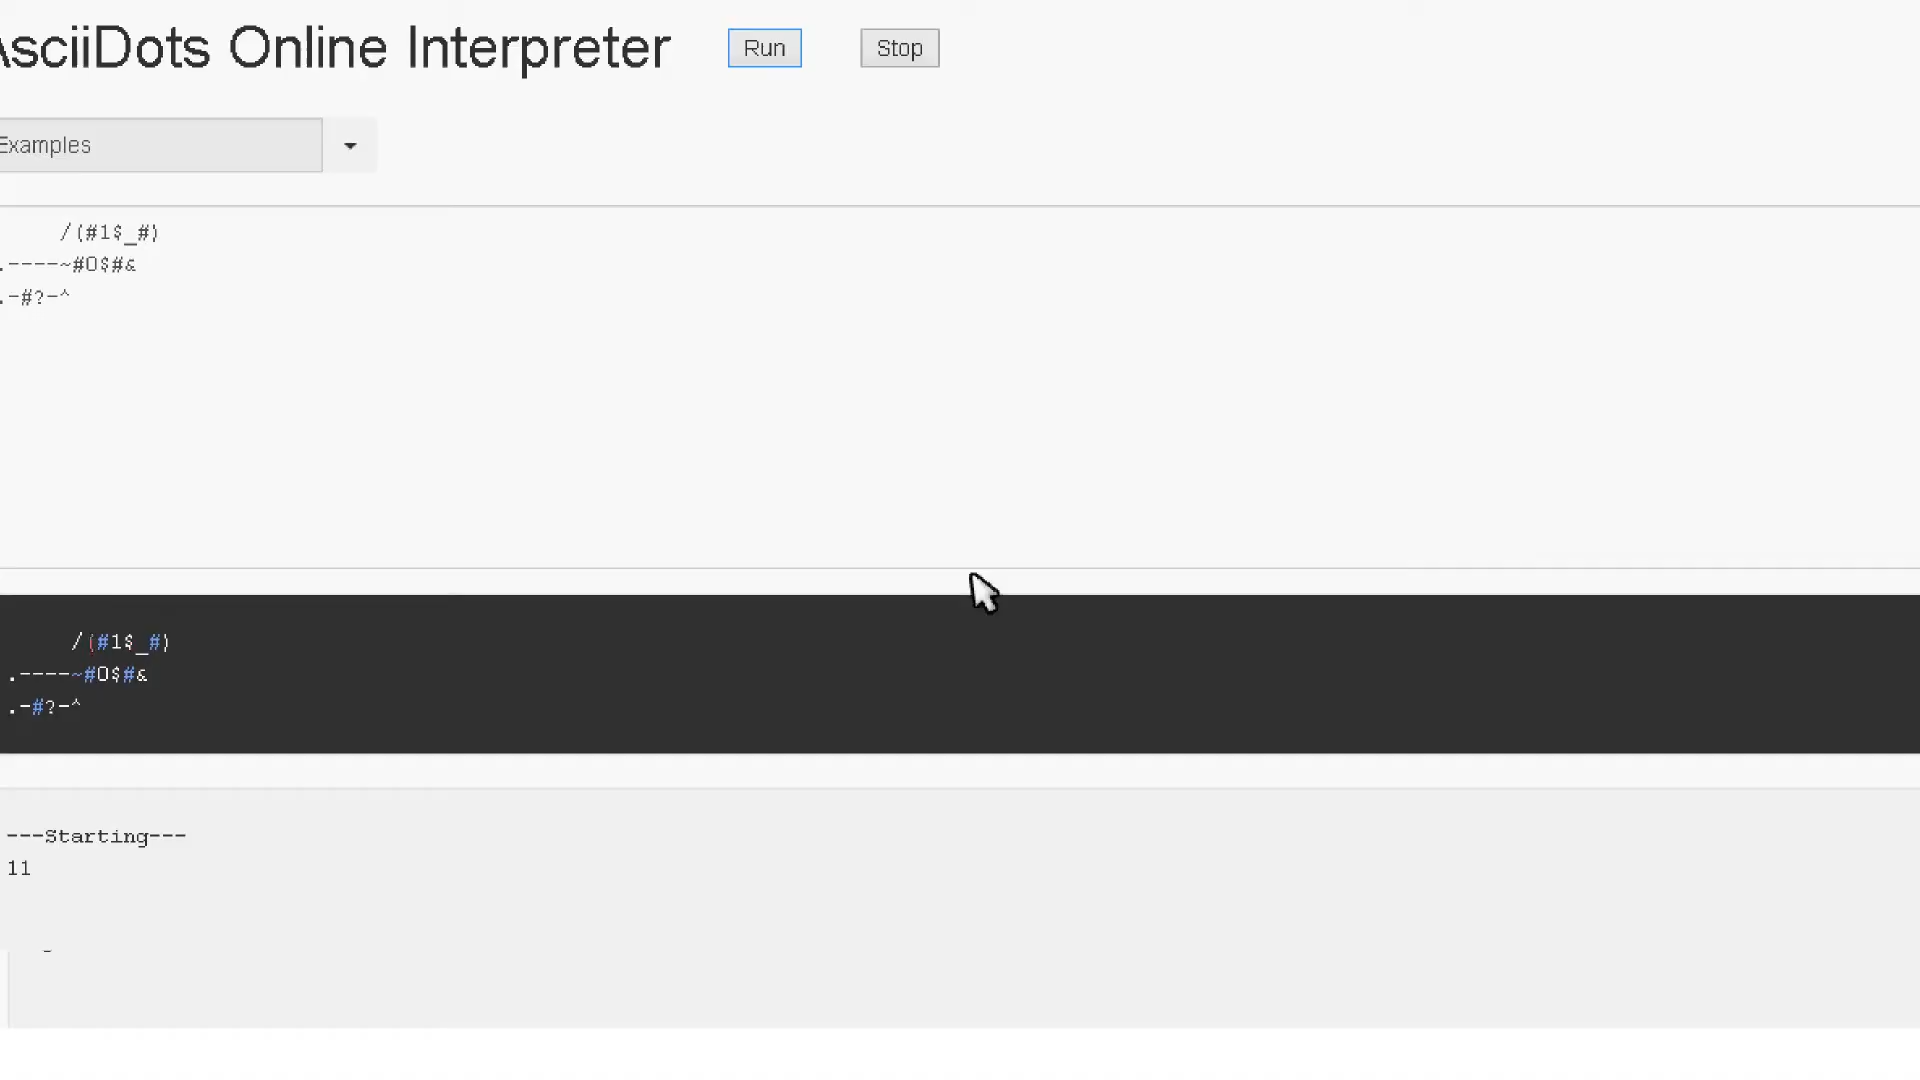 AsciiDots Online Interpreter Run Stop
Examples
/(#1$_#)
.----~#0$#&
.-#?-^
/(#1$_#)
.----~#0$#&
.-#?-^
---Starting---
11